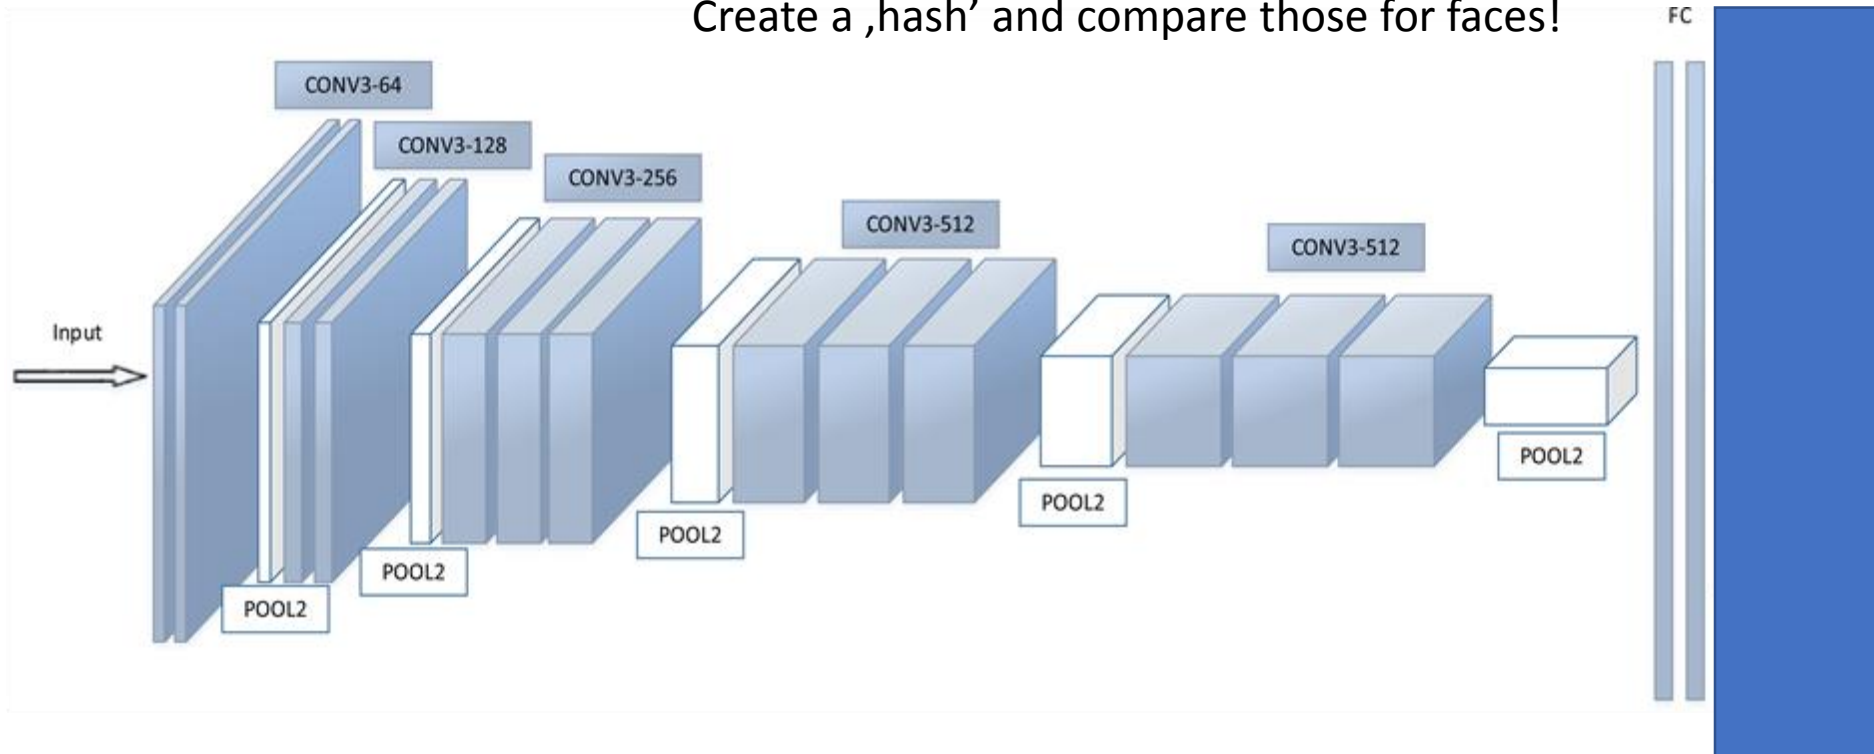 Create a ‚hash’ and compare those for faces!
FC
CONV3-64
CONV3-128
CONV3-256
CONV3-512
CONV3-512
Input
POOL2
POOL2
POOL2
POOL2
POOL2